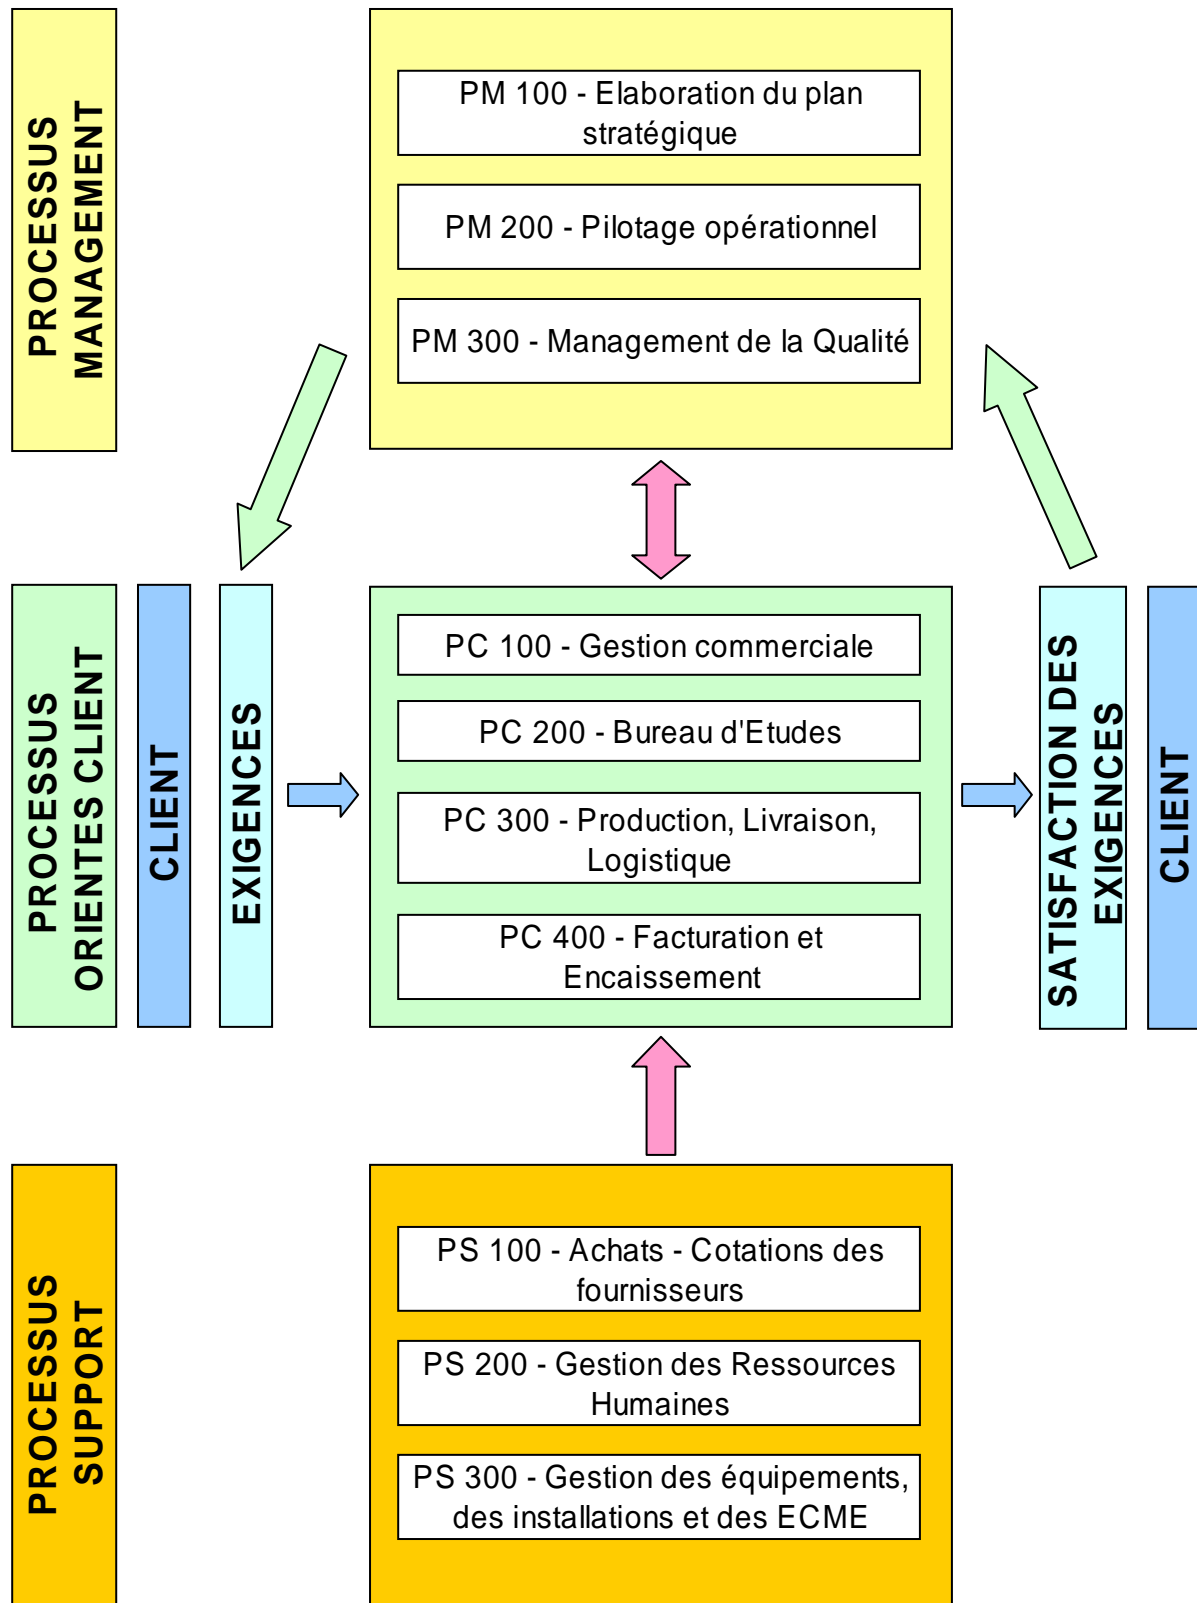 PROCESSUS
MANAGEMENT
PM 100 - Elaboration du plan
stratégique
PM 200 - Pilotage opérationnel
PM 300 - Management de la Qualité
PROCESSUS
ORIENTES CLIENT
CLIENT
EXIGENCES
PC 100 - Gestion commerciale
PC 200 - Bureau d'Etudes
PC 300 - Production, Livraison,
Logistique
PC 400 - Facturation et
Encaissement
SATISFACTION DES
EXIGENCES
CLIENT
PROCESSUS
SUPPORT
PS 100 - Achats - Cotations des
fournisseurs
PS 200 - Gestion des Ressources
Humaines
PS 300 - Gestion des équipements,
des installations et des ECME